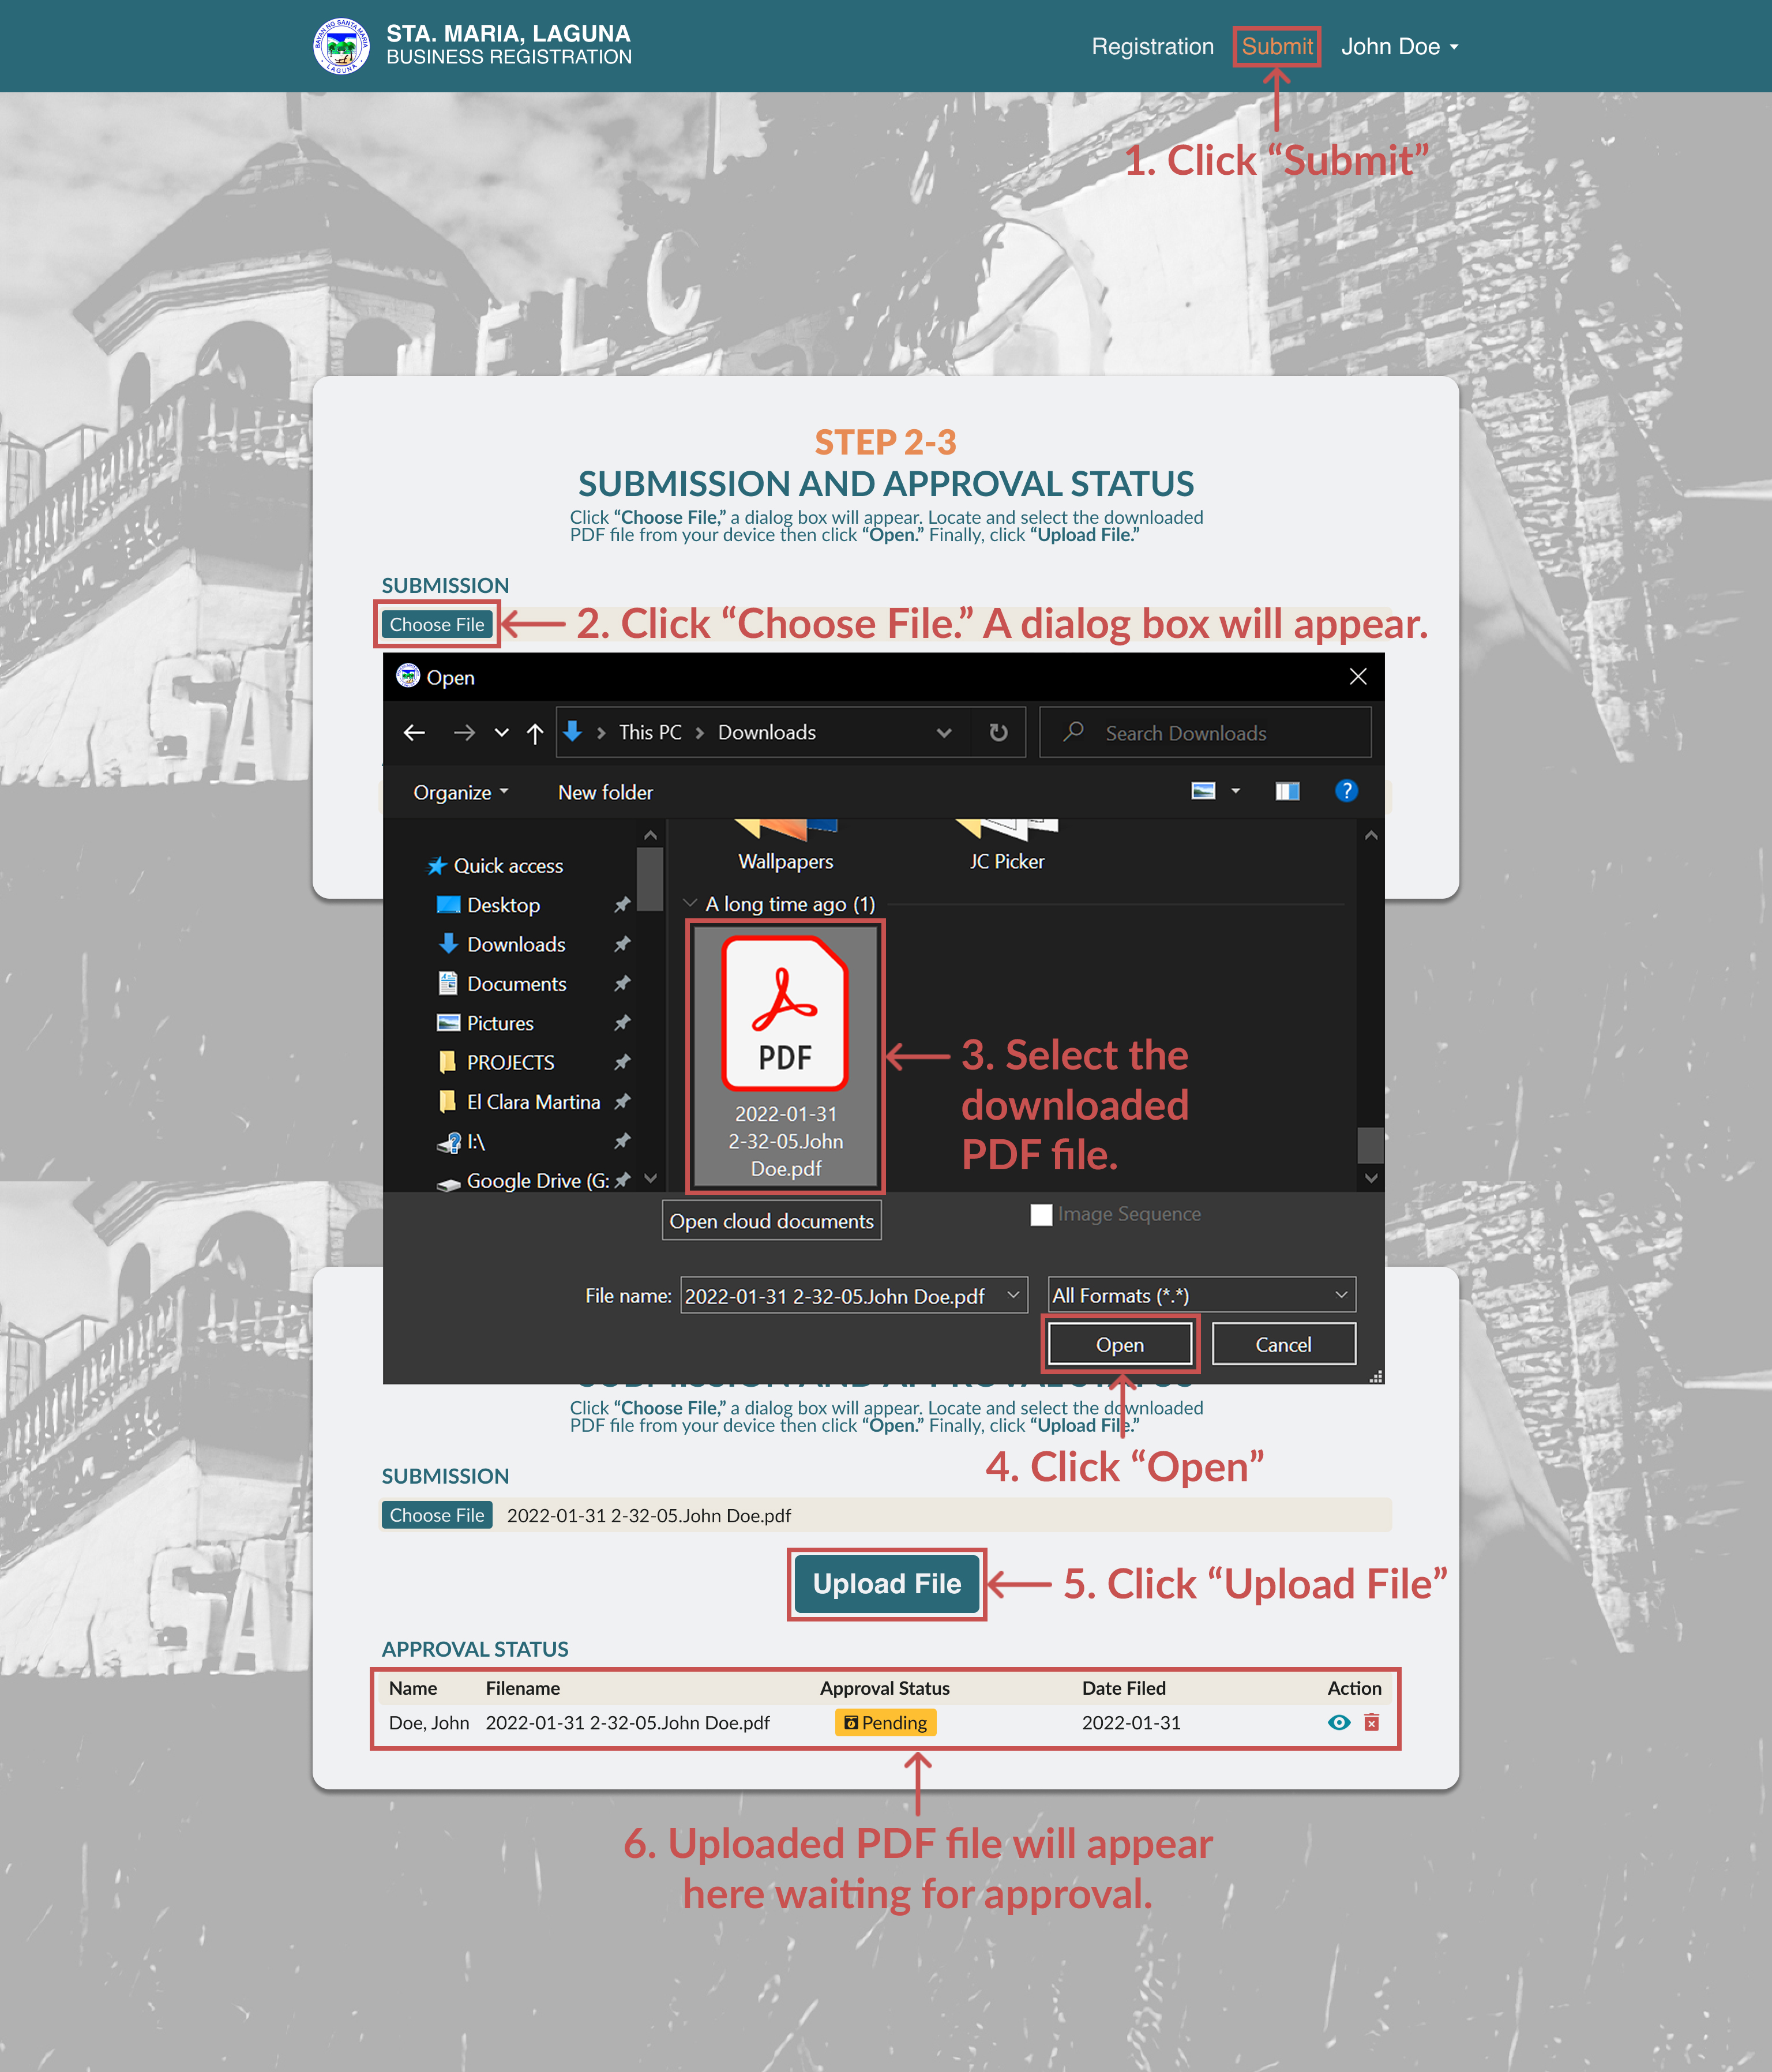 BAYAN NG SANTA MARIA
LAGUNA
STA. MARIA, LAGUNA
BUSINESS REGISTRATION
Registration
Submit
John Doe
1. Click “Submit”
STEP 2-3
SUBMISSION AND APPROVAL STATUS
Click “Choose File,” a dialog box will appear. Locate and select the downloaded
PDF file from your device then click “Open.” Finally, click “Upload File.”
SUBMISSION
Choose File
2. Click “Choose File.” A dialog box will appear.
Open
This PC
Downloads
Search Downloads
Organize
New folder
Quick access
Desktop
Downloads
Documents
Pictures
PROJECTS
El Clara Martina
I:\
Google Drive (G:
Wallpapers
JC Picker
A long time ago (1)
PDF
2022-01-31
2-32-05.John
Doe.pdf
3. Select the
downloaded
PDF file.
Open cloud documents
Image Sequence
File name:
2022-01-31 2-32-05.John Doe.pdf
All Formats (*.*)
Open
Cancel
SUBMISSION AND APPROVAL STATUS
Click “Choose File,” a dialog box will appear. Locate and select the downloaded
PDF file from your device then click “Open.” Finally, click “Upload File.”
4. Click “Open”
SUBMISSION
Choose File
2022-01-31 2-32-05.John Doe.pdf
Upload File
5. Click “Upload File”
APPROVAL STATUS
Name Filename Approval Status Date Filed Action
Doe, John 2022-01-31 2-32-05.John Doe.pdf Pending 2022-01-31
6. Uploaded PDF file will appear
here waiting for approval.